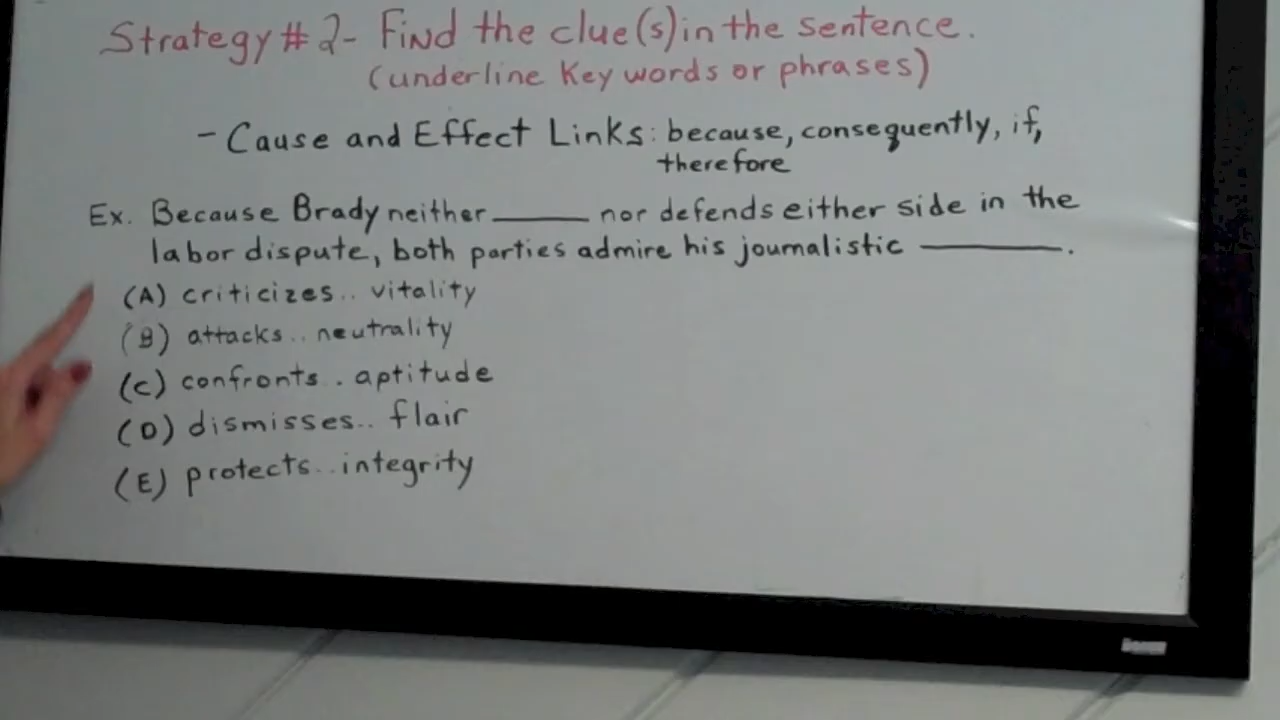 Strategy # 2- Find the clue(s) in the sentence.
(underline Key words or phrases)
- Cause and Effect Links: because, consequently, if,
therefore
Ex. Because Brady neither ______ nor defends either side in the
labor dispute, both parties admire his journalistic ________.
(A) criticizes.. vitality
(B) attacks.. neutrality
(C) confronts . aptitude
(D) dismisses.. flair
(E) protects.. integrity